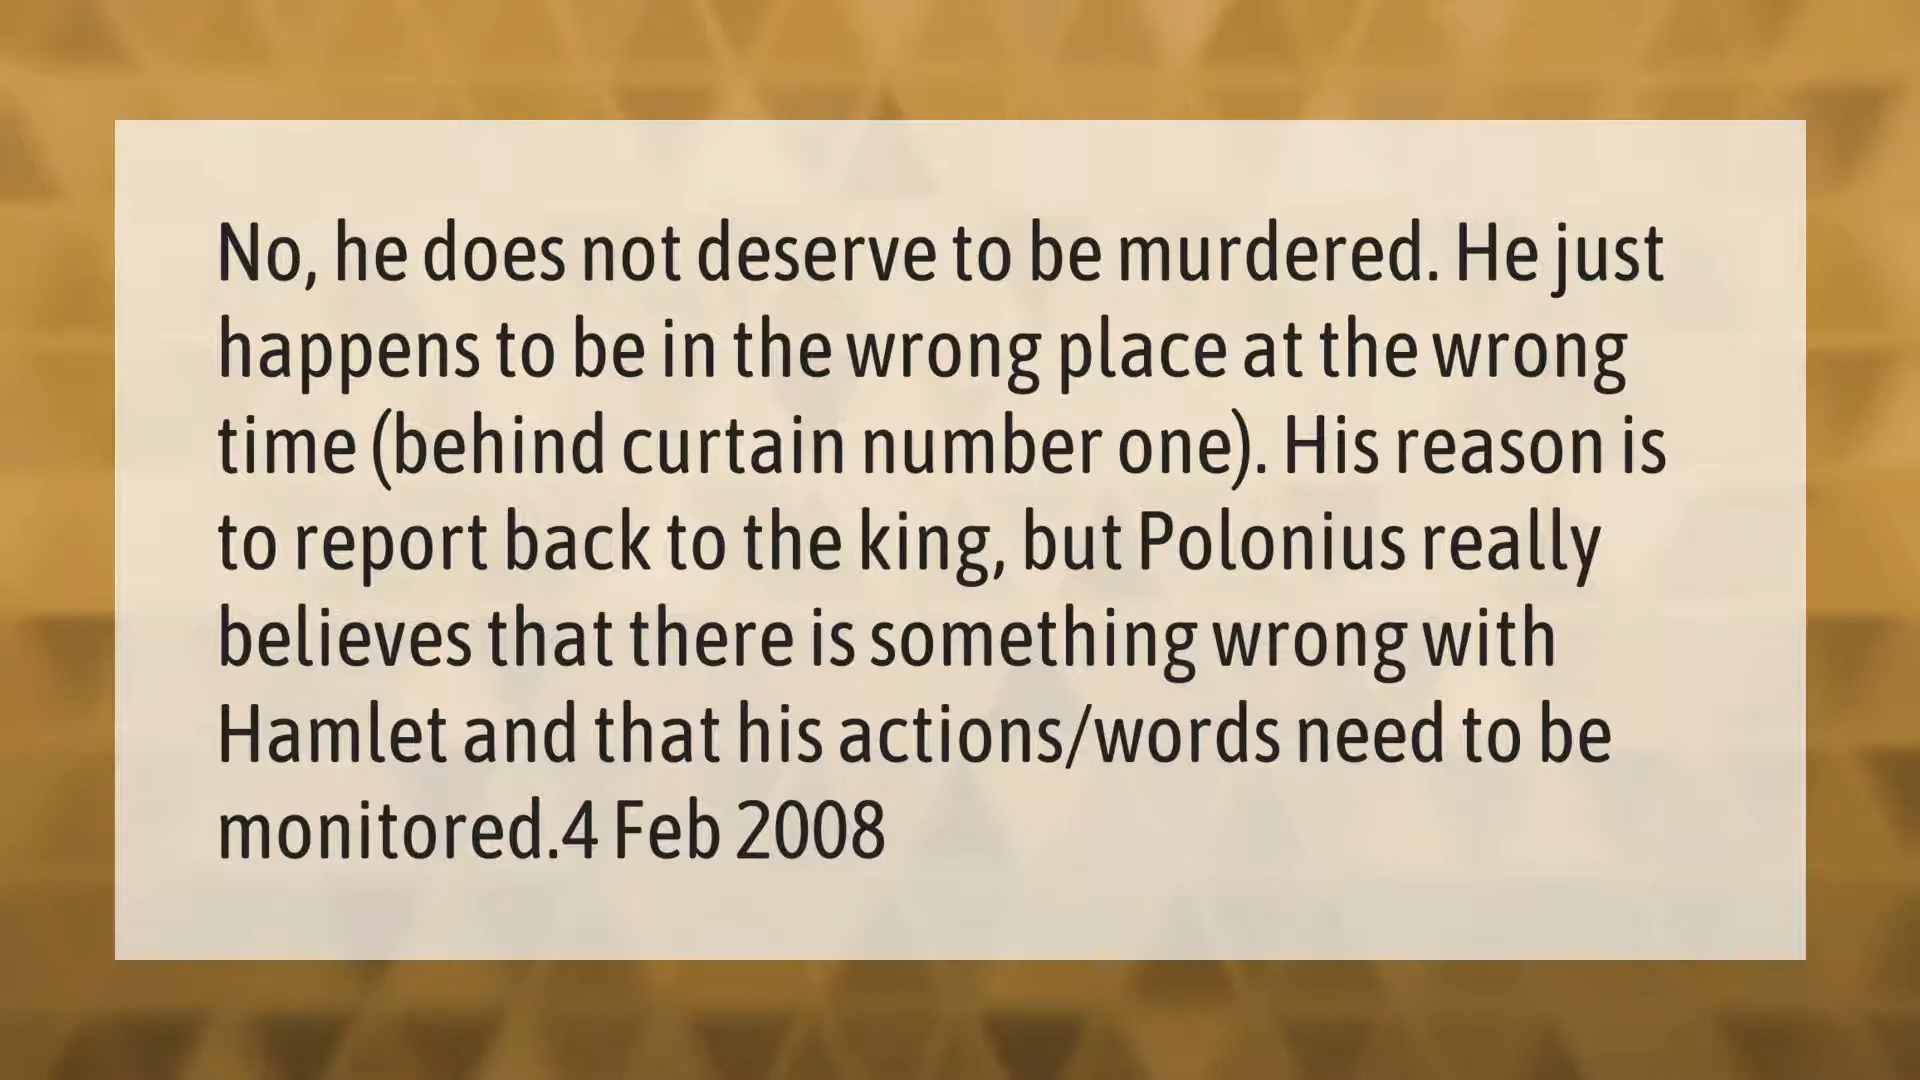 No, he does not deserve to be murdered. He just
happens to be in the wrong place at the wrong
time (behind curtain number one). His reason is
to report back to the king, but Polonius really
believes that there is something wrong with
Hamlet and that his actions/words need to be
monitored.4 Feb 2008